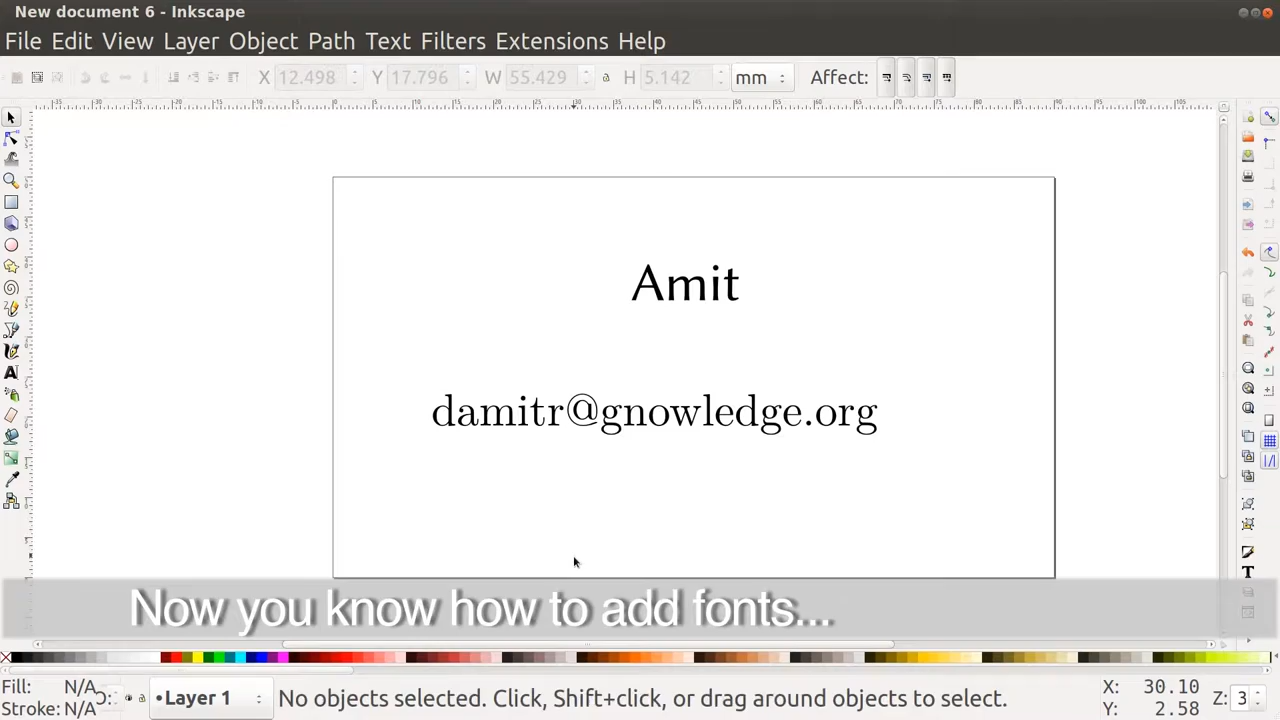 New document 6 - Inkscape
File Edit View Layer Object Path Text Filters Extensions Help
X 12.498 Y 17.796 W 55.429 H 5.142 mm Affect:
Amit
damitr@gnowledge.org
Now you know how to add fonts...
Fill: N/A
Stroke: N/A
Layer 1
No objects selected. Click, Shift+click, or drag around objects to select.
X: 30.10
Y: 2.58
Z: 3